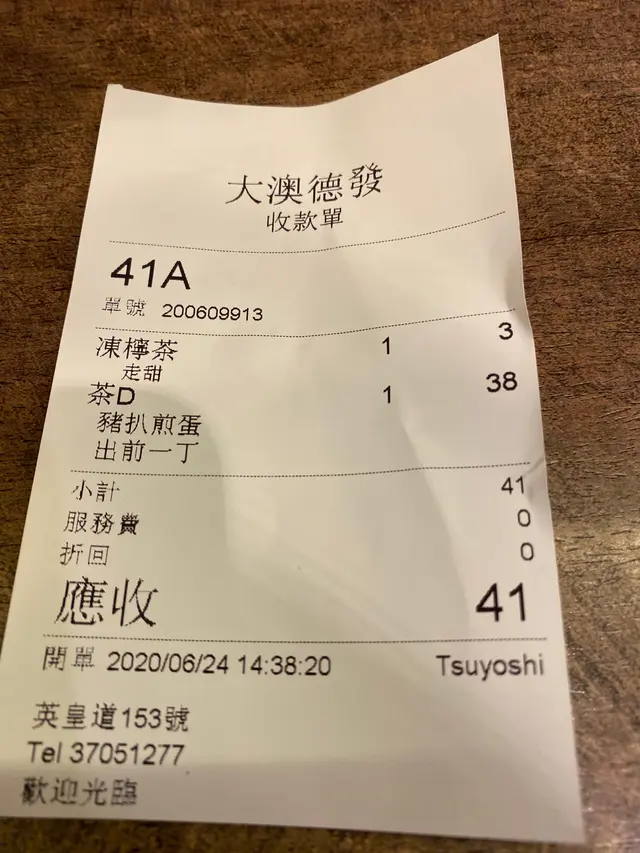 大澳德發
收款單
41A
單號 200609913
凍檸茶 1 3
走甜
茶D 1 38
豬扒煎蛋
出前一丁
小計 41
服務費 0
折回 0
應收 41
開單 2020/06/24 14:38:20 Tsuyoshi
英皇道153號
Tel 37051277
歡迎光臨